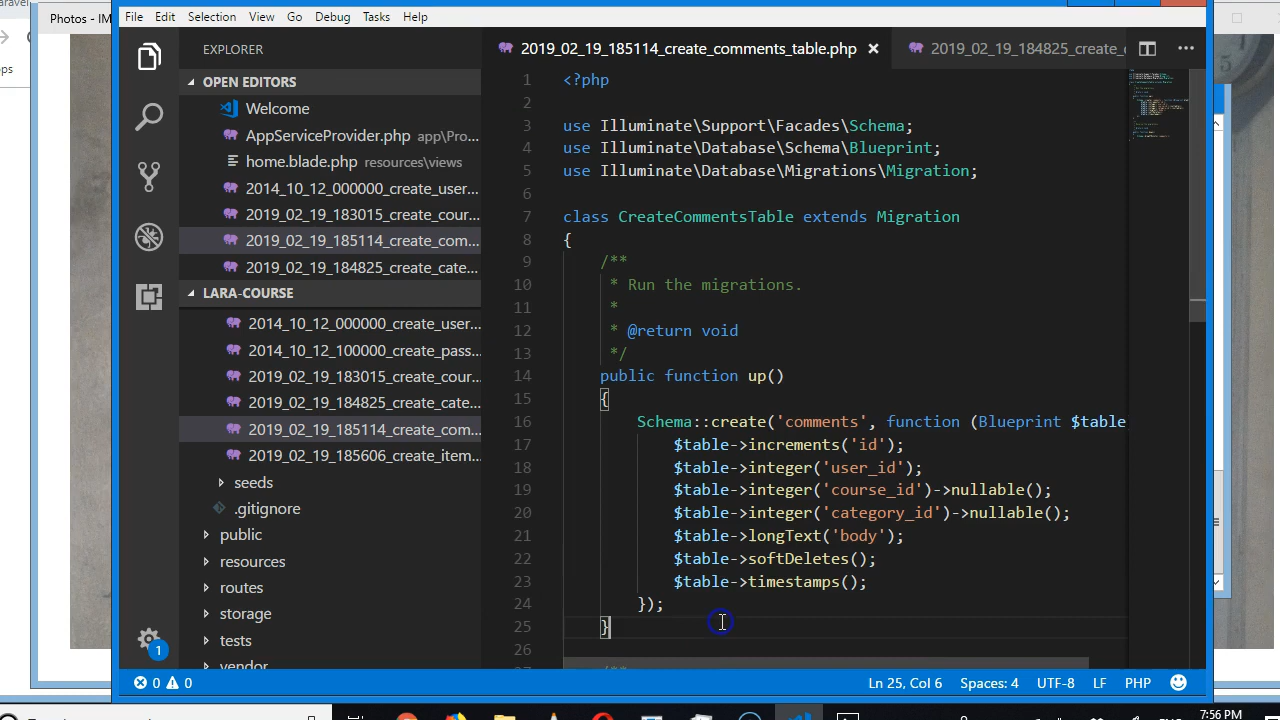 Photos - IM
File Edit Selection View Go Debug Tasks Help
EXPLORER
OPEN EDITORS
Welcome
AppServiceProvider.php app\Pro...
home.blade.php resources\views
2014_10_12_000000_create_user...
2019_02_19_183015_create_cour...
2019_02_19_185114_create_com...
2019_02_19_184825_create_cate...
LARA-COURSE
2014_10_12_000000_create_user...
2014_10_12_100000_create_pass...
2019_02_19_183015_create_cour...
2019_02_19_184825_create_cate...
2019_02_19_185114_create_com...
2019_02_19_185606_create_item...
seeds
.gitignore
public
resources
routes
storage
tests
vendor
1
2019_02_19_185114_create_comments_table.php 2019_02_19_184825_create_c
1 <?php
2
3 use Illuminate\Support\Facades\Schema;
4 use Illuminate\Database\Schema\Blueprint;
5 use Illuminate\Database\Migrations\Migration;
6
7 class CreateCommentsTable extends Migration
8 {
9 /**
10 * Run the migrations.
11 *
12 * @return void
13 */
14 public function up()
15 {
16 Schema::create('comments', function (Blueprint $table
17 $table->increments('id');
18 $table->integer('user_id');
19 $table->integer('course_id')->nullable();
20 $table->integer('category_id')->nullable();
21 $table->longText('body');
22 $table->softDeletes();
23 $table->timestamps();
24 });
25 }
26
0 0 Ln 25, Col 6 Spaces: 4 UTF-8 LF PHP
7:56 PM